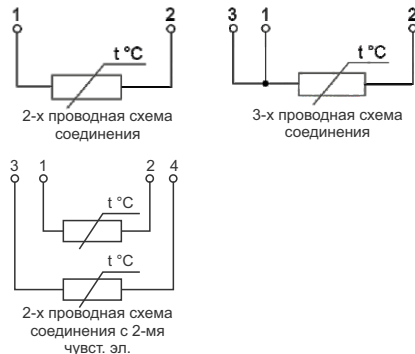 1 2
t °C
2-х проводная схема
соединения
3 1 2
t °C
3-х проводная схема
соединения
3 1 2 4
t °C
t °C
2-х проводная схема
соединения с 2-мя
чувст. эл.